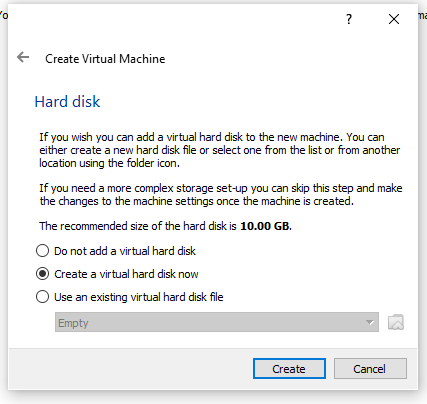 ?
Create Virtual Machine
Hard disk
If you wish you can add a virtual hard disk to the new machine. You can
either create a new hard disk file or select one from the list or from another
location using the folder icon.
If you need a more complex storage set-up you can skip this step and make
the changes to the machine settings once the machine is created.
The recommended size of the hard disk is 10.00 GB.
Do not add a virtual hard disk
Create a virtual hard disk now
Use an existing virtual hard disk file
Empty
Create Cancel